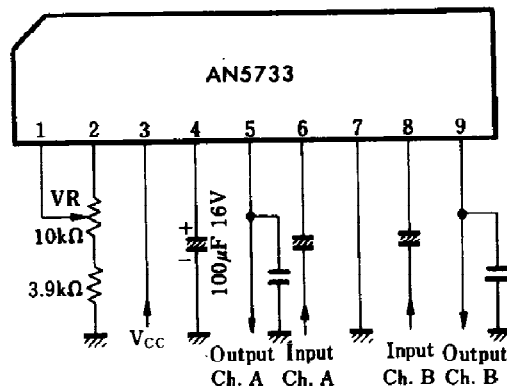 AN5733
1 2 3 4 5 6 7 8 9
VR
10kΩ
3.9kΩ
VCC
+
−
100μF 16V
Output
Ch. A
Input
Ch. A
Input
Ch. B
Output
Ch. B